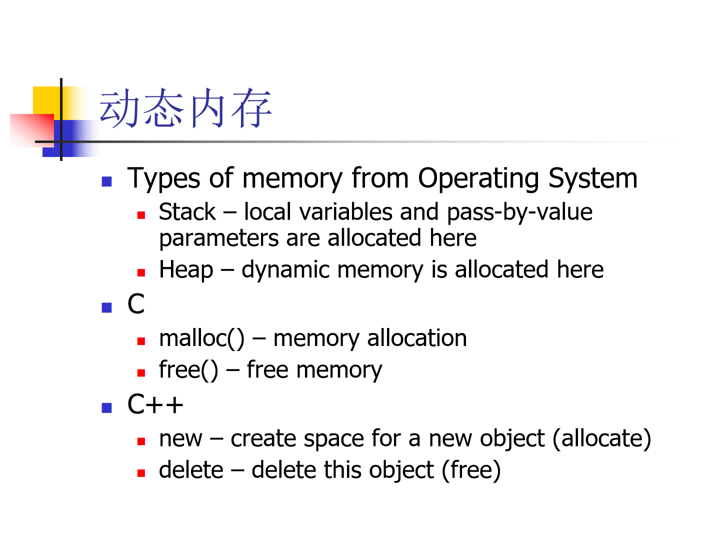 动态内存
Types of memory from Operating System
Stack – local variables and pass-by-value
parameters are allocated here
Heap – dynamic memory is allocated here
C
malloc() – memory allocation
free() – free memory
C++
new – create space for a new object (allocate)
delete – delete this object (free)